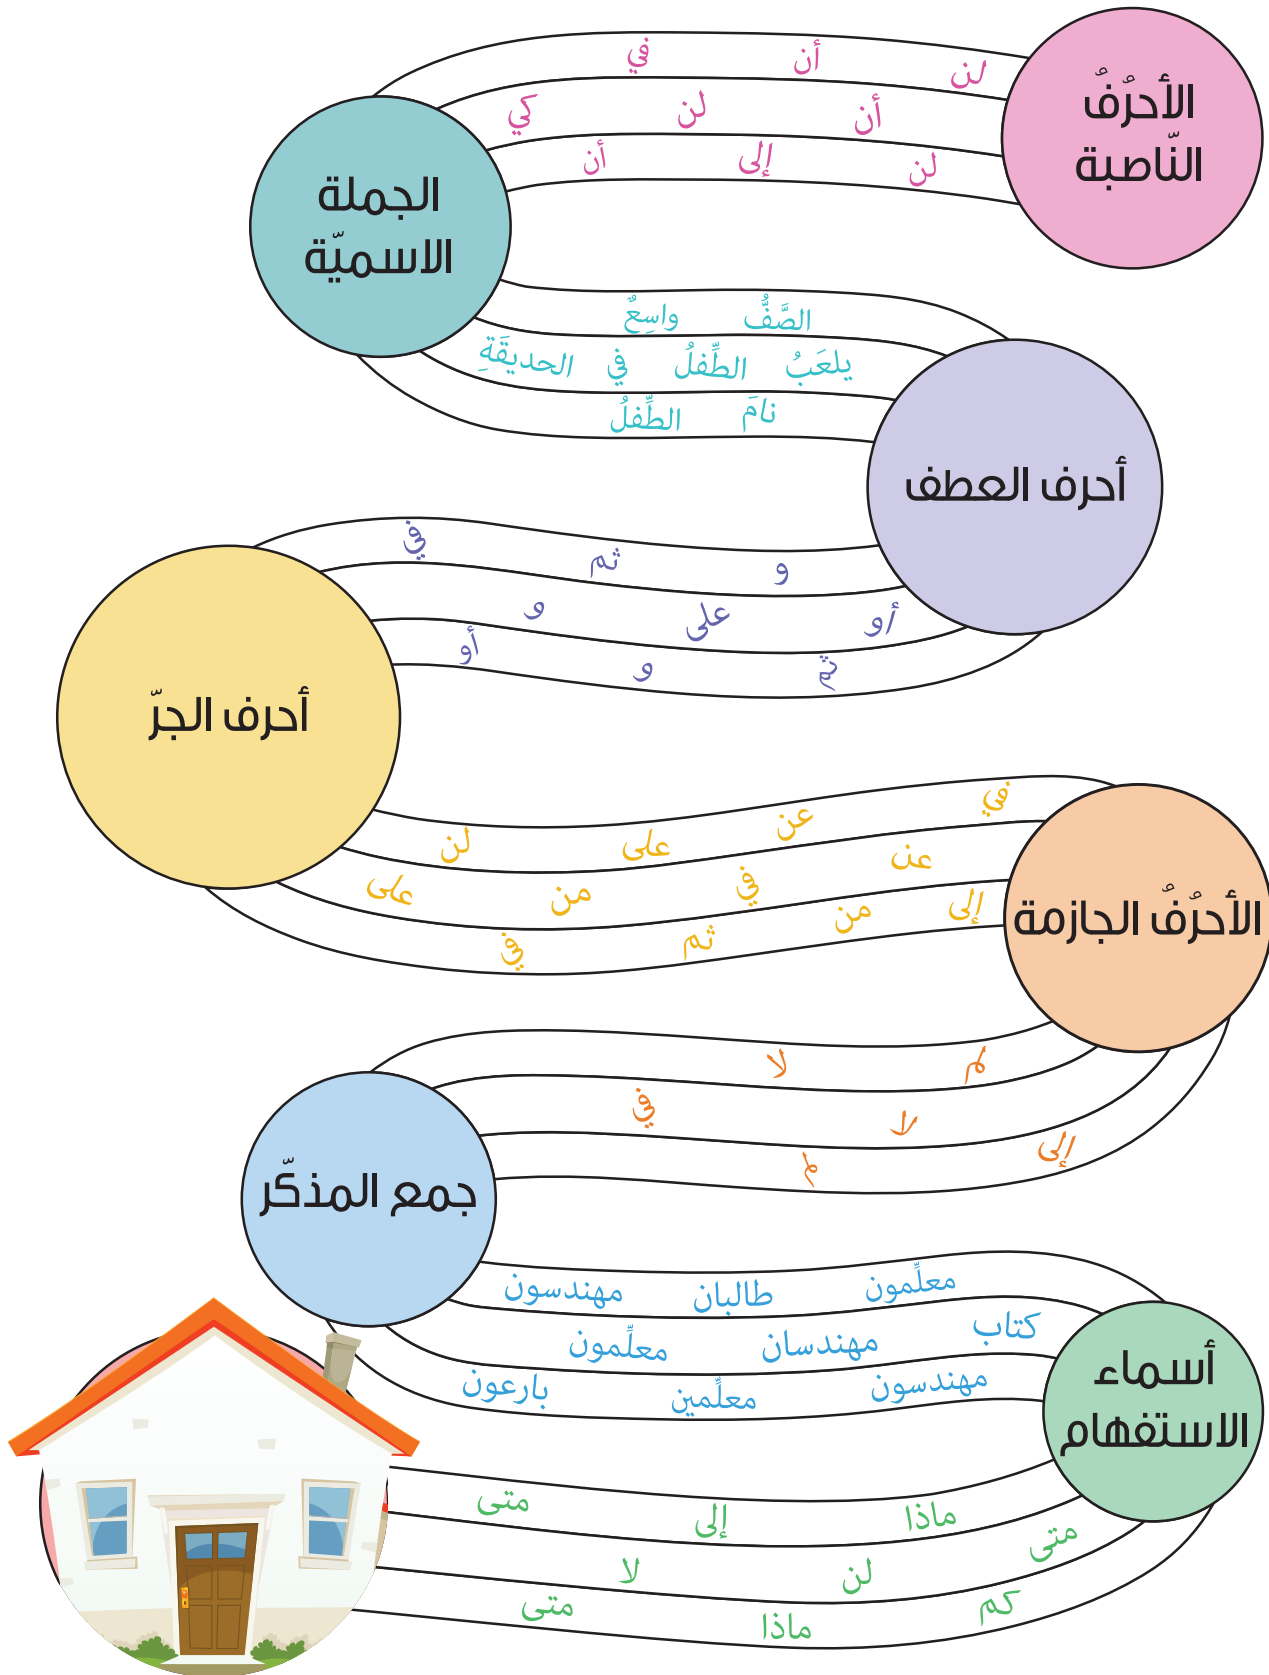 الأحرُفُ
النّاصبة
لن أن في
أن لن كي
لن إلى أن
الجملة
الاسميّة
الصَّفُّ واسِعٌ
يلعَبُ الطِّفلُ في الحديقَةِ
نامَ الطِّفلُ
أحرف العطف
و ثم في
أو على و
ثم و أو
أحرف الجرّ
في عن على لن
عن في من على
إلى من ثم في
الأحرُفُ الجازمة
لم لا
لا في
إلى لم
جمع المذكّر
معلِّمون طالبان مهندسون
كتاب مهندسان معلِّمون
مهندسون معلِّمين بارعون
أسماء
الاستفهام
ماذا إلى متى
متى لن لا
كم ماذا متى